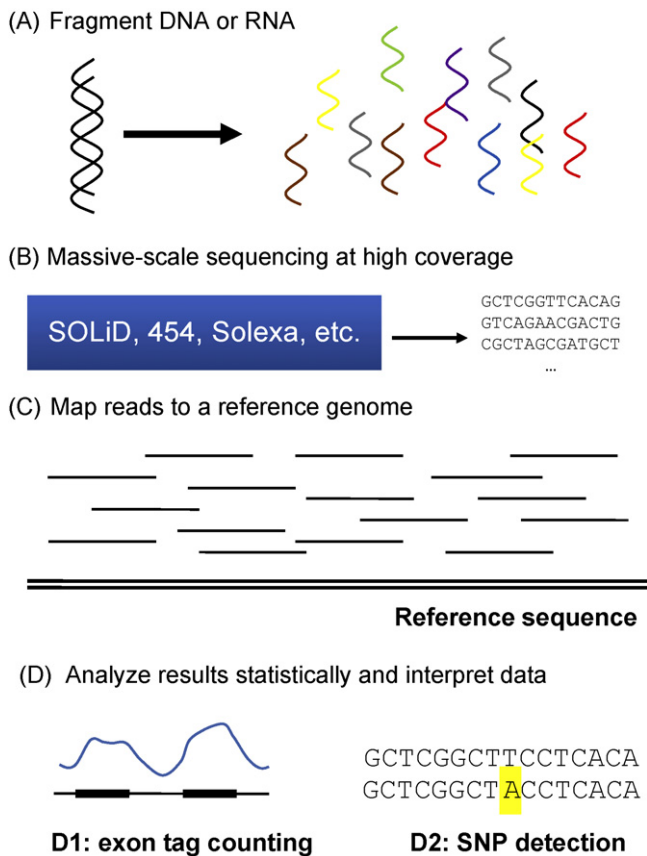 (A) Fragment DNA or RNA
(B) Massive-scale sequencing at high coverage
SOLiD, 454, Solexa, etc.
GCTCGGTTCACAG
GTCAGAACGACTG
CGCTAGCGATGCT
...
(C) Map reads to a reference genome
Reference sequence
(D) Analyze results statistically and interpret data
GCTCGGCTTCCTCACA
GCTCGGCTACCTCACA
D1: exon tag counting
D2: SNP detection